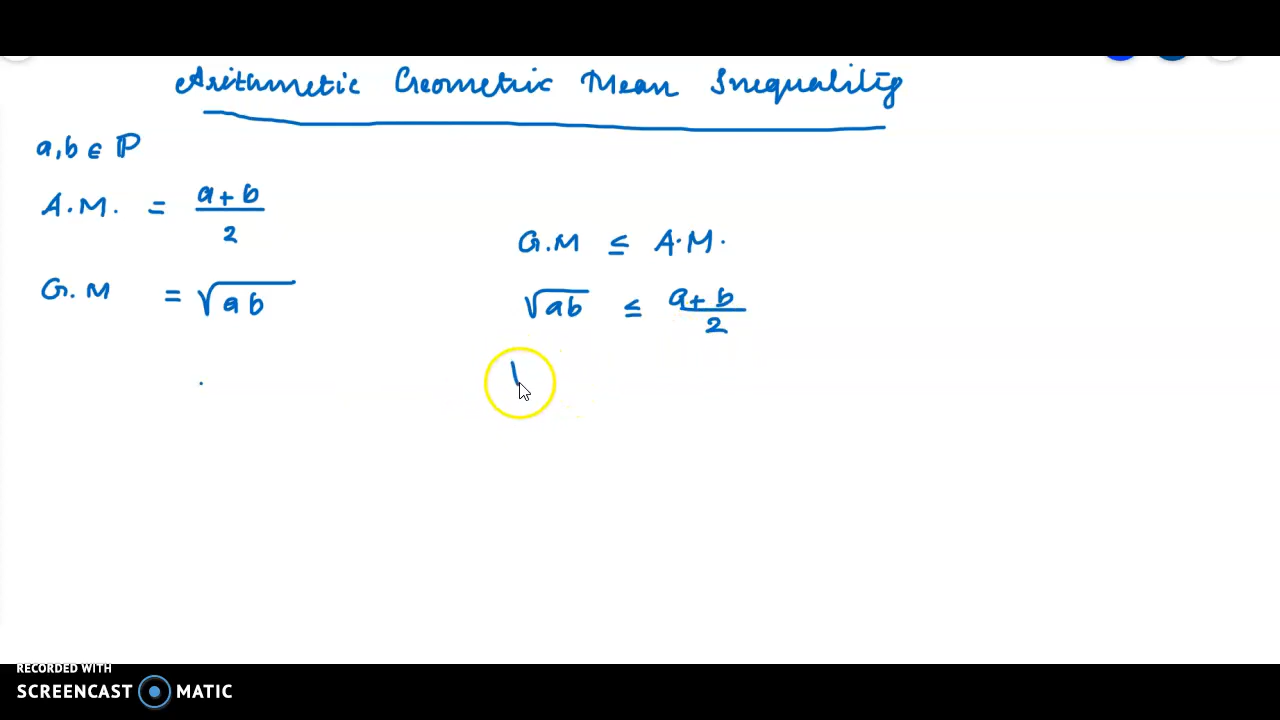 Arithmetic Geometric Mean Inequality
a, b ∈ ℙ
A.M. = a + b / 2
G.M = √ab
G.M ≤ A.M.
√ab ≤ a + b / 2
RECORDED WITH
SCREENCAST MATIC